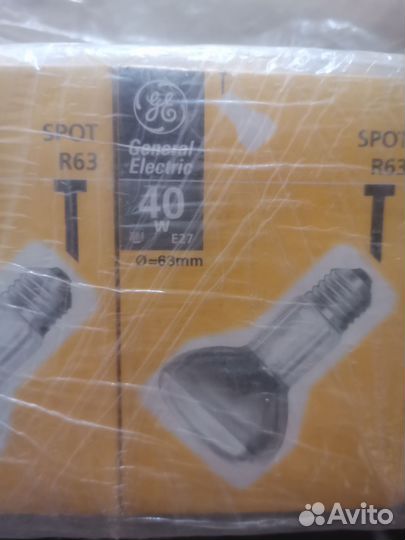 SPOT
R63
GE
General
Electric
40
W
E27
Ø=63mm
SPOT
R63
Avito